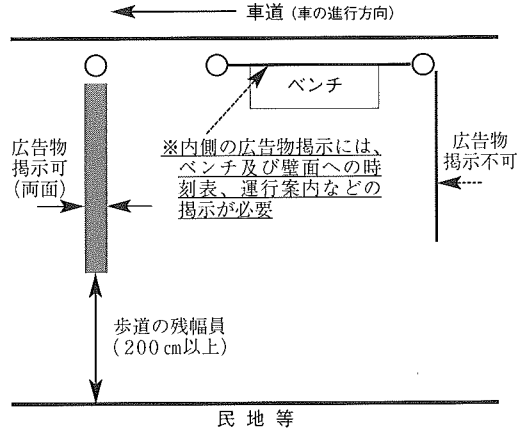 車道（車の進行方向）
ベンチ
広告物
掲示可
(両面)
※内側の広告物掲示には、
ベンチ及び壁面への時
刻表、運行案内などの
掲示が必要
広告物
掲示不可
歩道の残幅員
（200㎝以上）
民地等